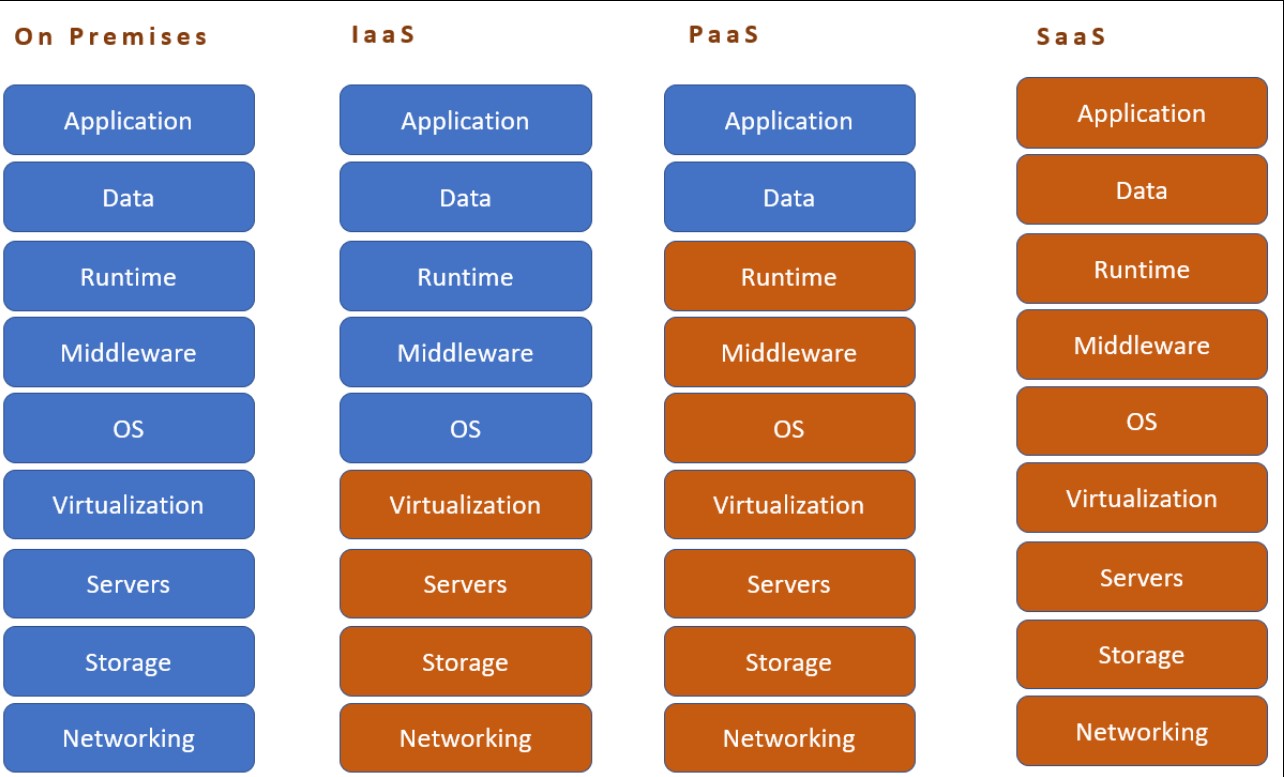 On Premises
IaaS
PaaS
SaaS
Application
Application
Application
Application
Data
Data
Data
Data
Runtime
Runtime
Runtime
Runtime
Middleware
Middleware
Middleware
Middleware
OS
OS
OS
OS
Virtualization
Virtualization
Virtualization
Virtualization
Servers
Servers
Servers
Servers
Storage
Storage
Storage
Storage
Networking
Networking
Networking
Networking